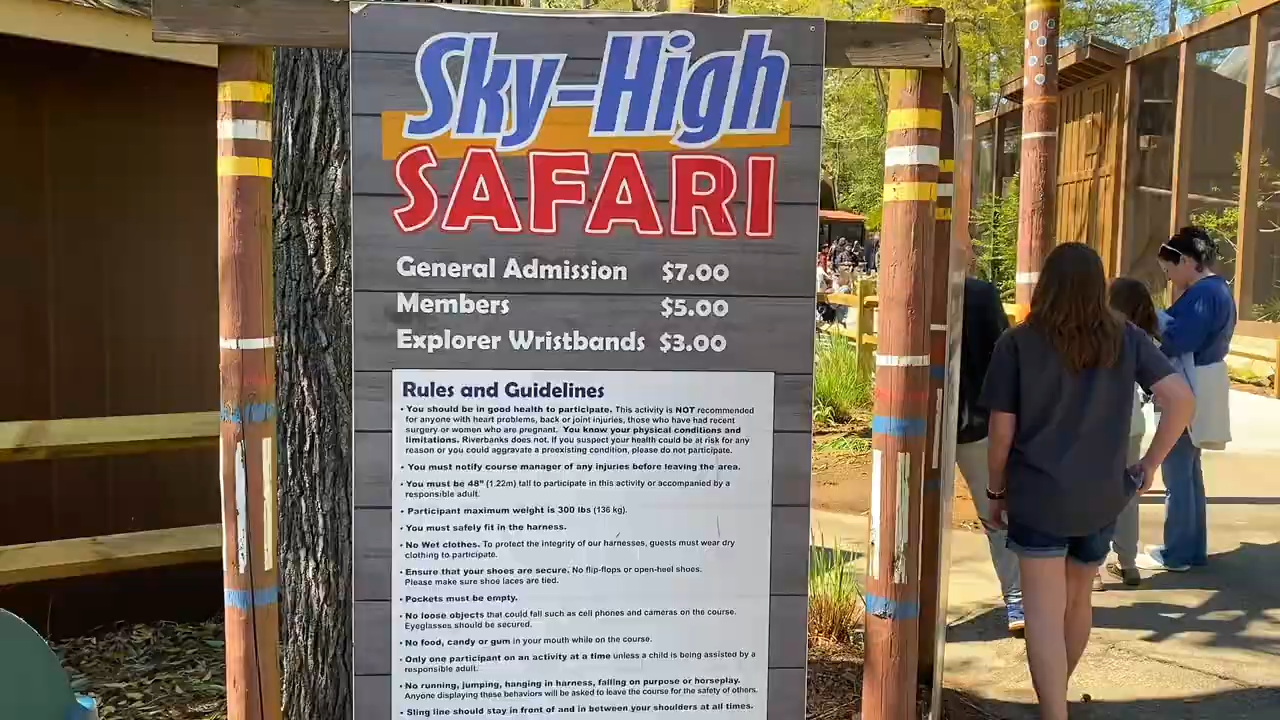 Sky-High
SAFARI
General Admission $7.00
Members $5.00
Explorer Wristbands $3.00
Rules and Guidelines
• You should be in good health to participate. This activity is NOT recommended
for anyone with heart problems, back or joint injuries, those who have had recent
surgery or women who are pregnant. You know your physical conditions and
limitations. Riverbanks does not. If you suspect your health could be at risk for any
reason or you could aggravate a preexisting condition, please do not participate.
• You must notify course manager of any injuries before leaving the area.
• You must be 48" (1.22m) tall to participate in this activity or accompanied by a
responsible adult.
• Participant maximum weight is 300 lbs (136 kg).
• You must safely fit in the harness.
• No Wet clothes. To protect the integrity of our harnesses, guests must wear dry
clothing to participate.
• Ensure that your shoes are secure. No flip-flops or open-heel shoes.
Please make sure shoe laces are tied.
• Pockets must be empty.
• No loose objects that could fall such as cell phones and cameras on the course.
Eyeglasses should be secured.
• No food, candy or gum in your mouth while on the course.
• Only one participant on an activity at a time unless a child is being assisted by a
responsible adult.
• No running, jumping, hanging in harness, falling on purpose or horseplay.
Anyone displaying these behaviors will be asked to leave the course for the safety of others.
• Sling line should stay in front of and in between your shoulders at all times.